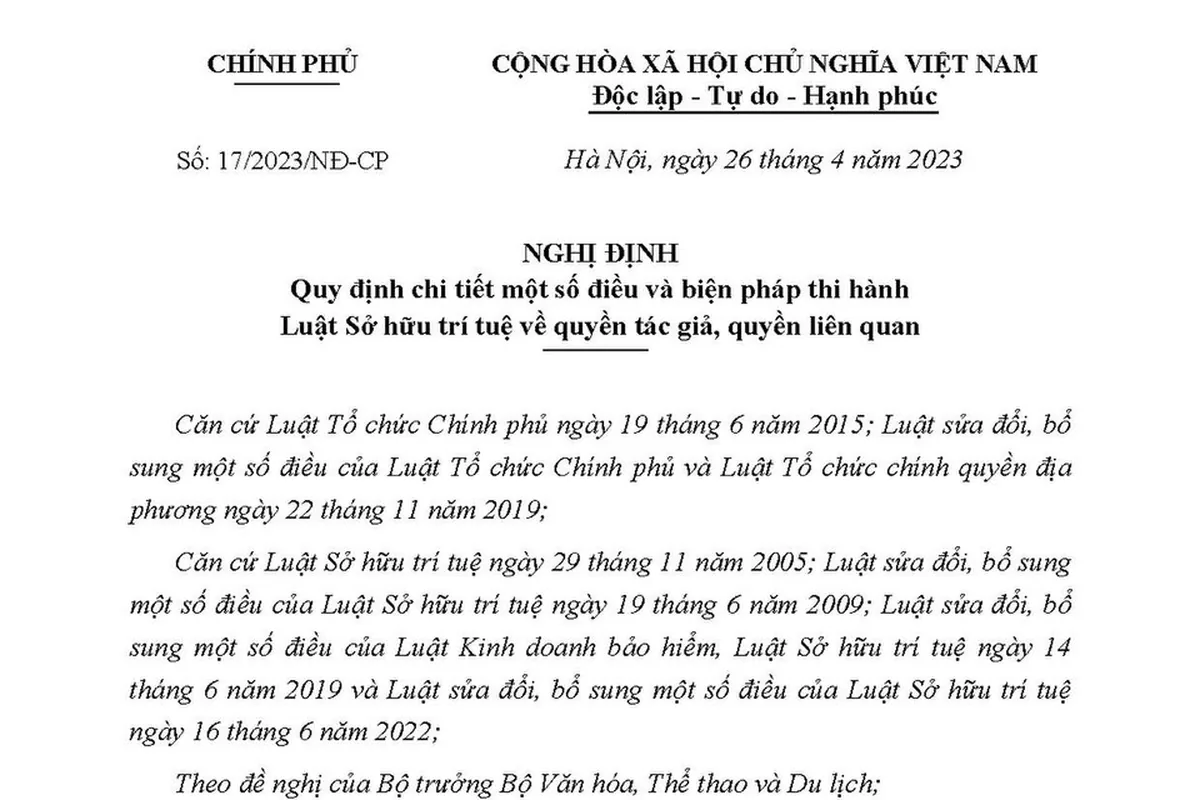 CHÍNH PHỦ
CỘNG HÒA XÃ HỘI CHỦ NGHĨA VIỆT NAM
Độc lập - Tự do - Hạnh phúc
Số: 17/2023/NĐ-CP
Hà Nội, ngày 26 tháng 4 năm 2023
NGHỊ ĐỊNH
Quy định chi tiết một số điều và biện pháp thi hành
Luật Sở hữu trí tuệ về quyền tác giả, quyền liên quan
Căn cứ Luật Tổ chức Chính phủ ngày 19 tháng 6 năm 2015; Luật sửa đổi, bổ
sung một số điều của Luật Tổ chức Chính phủ và Luật Tổ chức chính quyền địa
phương ngày 22 tháng 11 năm 2019;
Căn cứ Luật Sở hữu trí tuệ ngày 29 tháng 11 năm 2005; Luật sửa đổi, bổ sung
một số điều của Luật Sở hữu trí tuệ ngày 19 tháng 6 năm 2009; Luật sửa đổi, bổ
sung một số điều của Luật Kinh doanh bảo hiểm, Luật Sở hữu trí tuệ ngày 14
tháng 6 năm 2019 và Luật sửa đổi, bổ sung một số điều của Luật Sở hữu trí tuệ
ngày 16 tháng 6 năm 2022;
Theo đề nghị của Bộ trưởng Bộ Văn hóa, Thể thao và Du lịch;